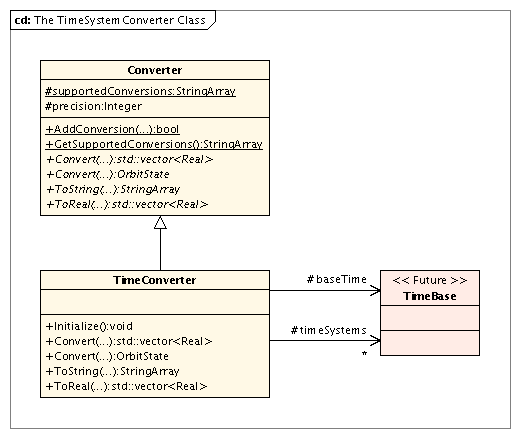 cd: The TimeSystem Converter Class
Converter
#supportedConversions:StringArray
#precision:Integer
+AddConversion(...):bool
+GetSupportedConversions():StringArray
+Convert(...):std::vector<Real>
+Convert(...):OrbitState
+ToString(...):StringArray
+ToReal(...):std::vector<Real>
TimeConverter
+Initialize():void
+Convert(...):std::vector<Real>
+Convert(...):OrbitState
+ToString(...):StringArray
+ToReal(...):std::vector<Real>
#baseTime
#timeSystems
*
<< Future >>
TimeBase